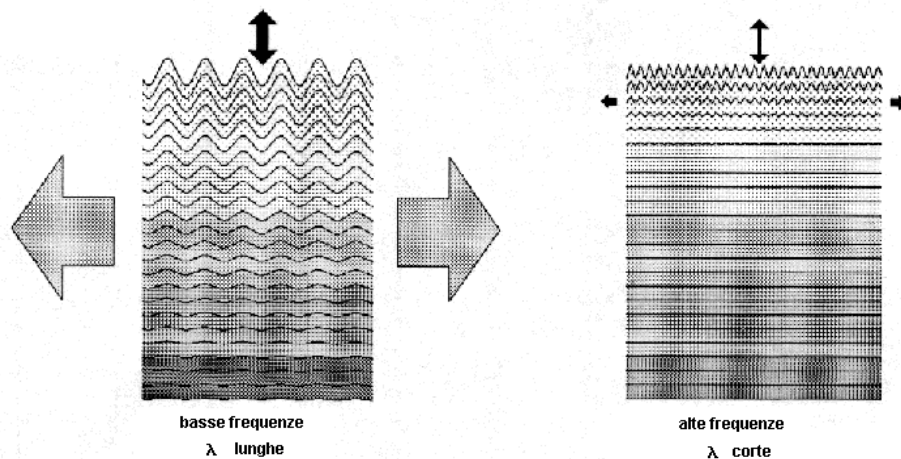 basse frequenze
λ lunghe
alte frequenze
λ corte